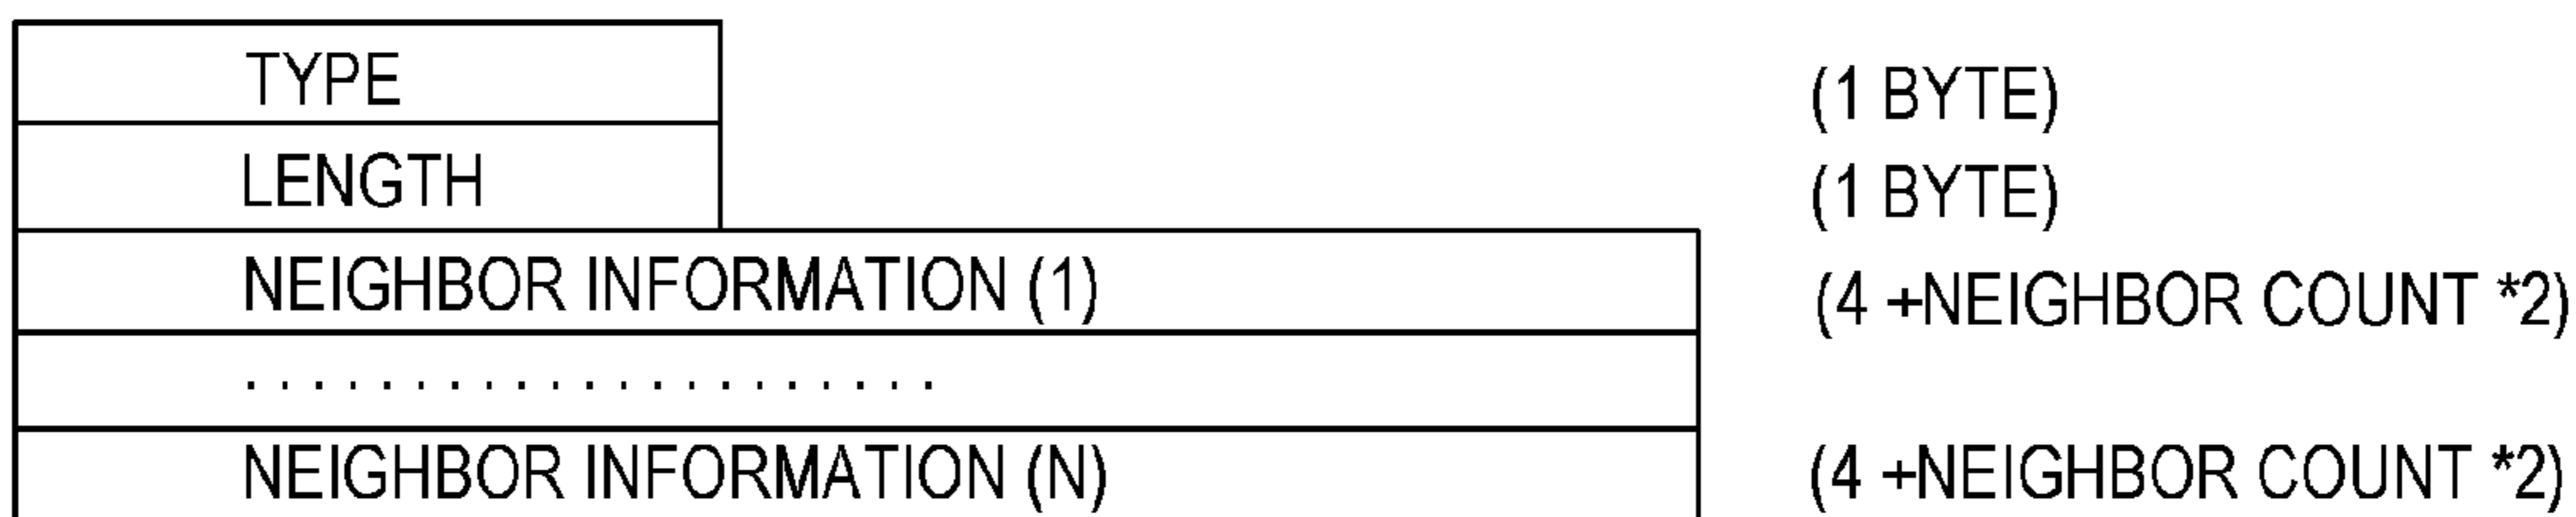 TYPE (1 BYTE)
LENGTH (1 BYTE)
NEIGHBOR INFORMATION (1) (4 +NEIGHBOR COUNT *2)
. . . . . . . . . . . . . . . . . . . . .
NEIGHBOR INFORMATION (N) (4 +NEIGHBOR COUNT *2)